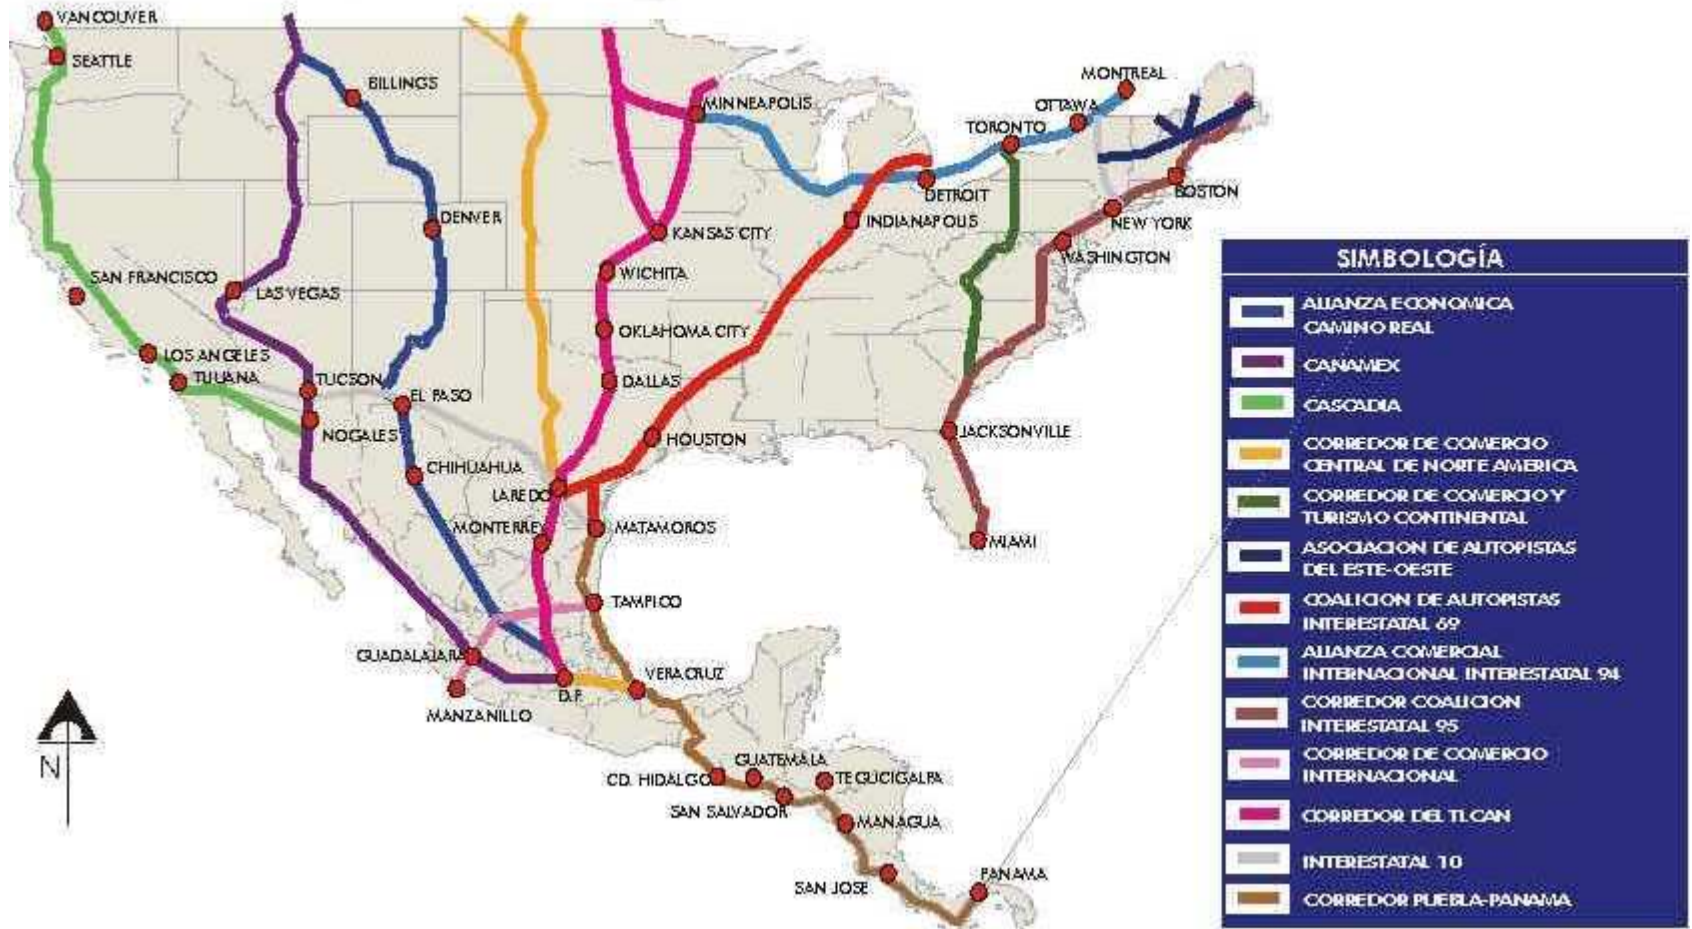 VANCOUVER
SEATTLE
BILLINGS
MONTREAL
MINNEAPOLIS
OTTAWA
TORONTO
DETROIT
BOSTON
DENVER
INDIANAPOLIS
NEW YORK
KANSAS CITY
WASHINGTON
SAN FRANCISCO
WICHITA
LAS VEGAS
OKLAHOMA CITY
LOS ANGELES
TIJUANA
TUCSON
DALLAS
EL PASO
NOGALES
HOUSTON
JACKSONVILLE
CHIHUAHUA
LAREDO
MONTERREY
MATAMOROS
MIAMI
TAMPICO
GUADALAJARA
VERACRUZ
D.F.
MANZANILLO
N
GUATEMALA
CD. HIDALGO
TEGUCIGALPA
SAN SALVADOR
MANAGUA
SAN JOSE
PANAMA
SIMBOLOGÍA
ALIANZA ECONOMICA
CAMINO REAL
CANAMEX
CASCADIA
CORREDOR DE COMERCIO
CENTRAL DE NORTE AMERICA
CORREDOR DE COMERCIO Y
TURISMO CONTINENTAL
ASOCIACION DE AUTOPISTAS
DEL ESTE-OESTE
COALICION DE AUTOPISTAS
INTERESTATAL 69
ALIANZA COMERCIAL
INTERNACIONAL INTERESTATAL 94
CORREDOR COALICION
INTERESTATAL 95
CORREDOR DE COMERCIO
INTERNACIONAL
CORREDOR DEL TLCAN
INTERESTATAL 10
CORREDOR PUEBLA-PANAMA